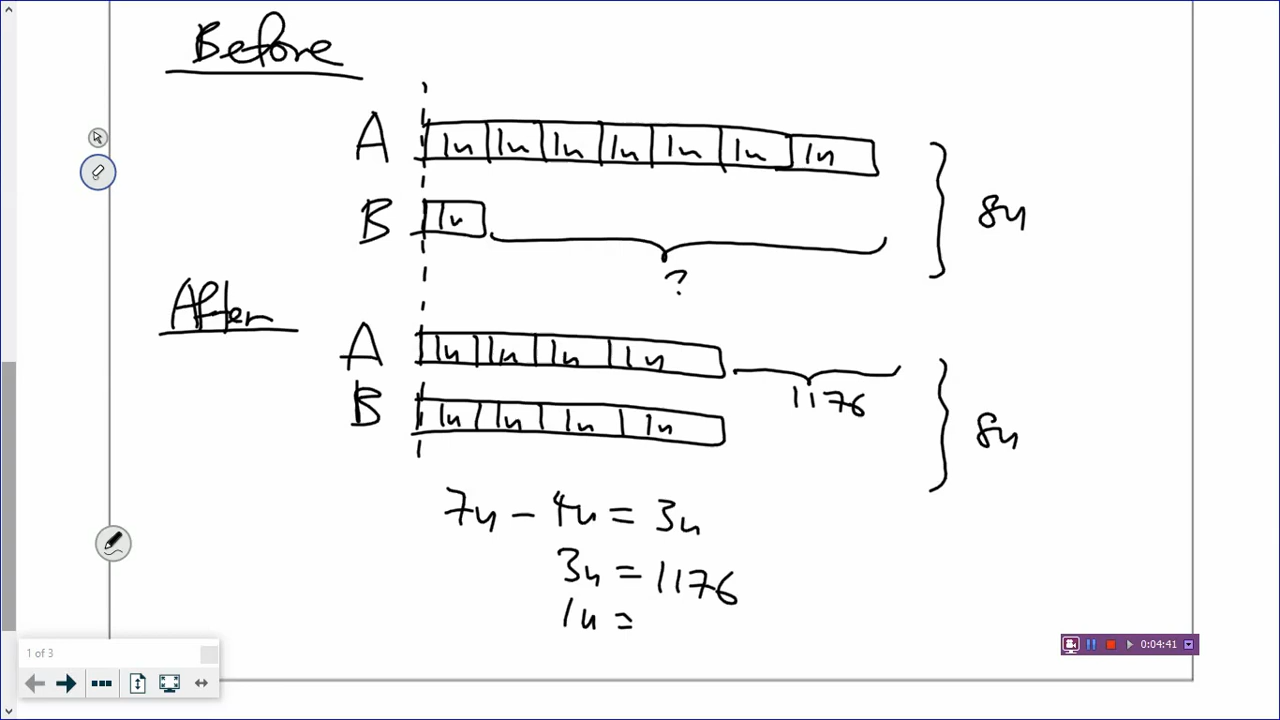 Before
A 1u 1u 1u 1u 1u 1u 1u
8u
B 1u
?
After
A 1u 1u 1u 1u
1176
B 1u 1u 1u 1u
8u
7u - 4u = 3u
3u = 1176
1u =
0:04:41
1 of 3